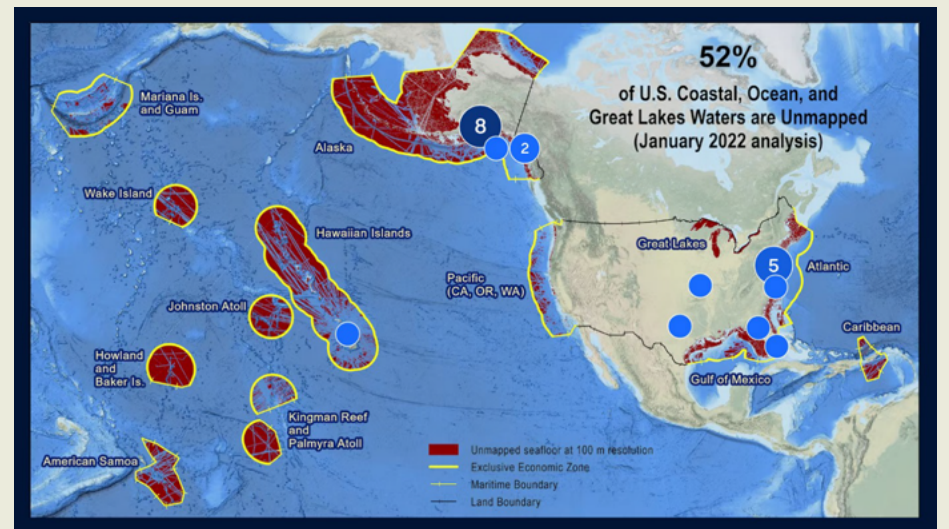 52%
of U.S. Coastal, Ocean, and
Great Lakes Waters are Unmapped
(January 2022 analysis)
Mariana Is.
and Guam
Alaska
8
2
Wake Island
Hawaiian Islands
Great Lakes
5
Atlantic
Pacific
(CA, OR, WA)
Johnston Atoll
Caribbean
Howland
and
Baker Is.
Gulf of Mexico
Kingman Reef
and
Palmyra Atoll
American Samoa
Unmapped seafloor at 100 m resolution
Exclusive Economic Zone
Maritime Boundary
Land Boundary